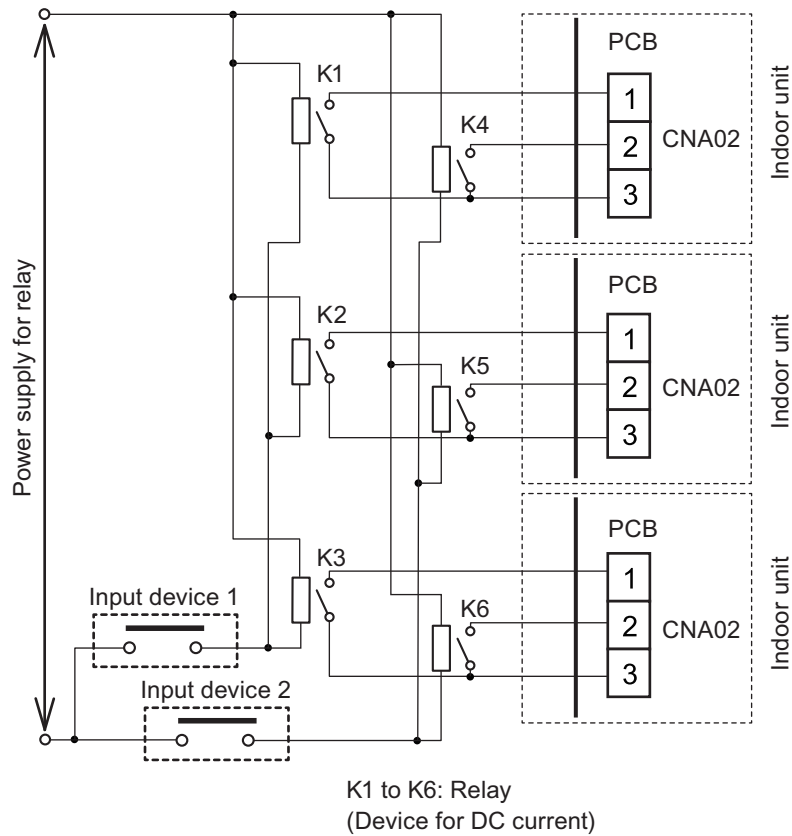 PCB
K1
1
K4
2
CNA02
3
Indoor unit
Power supply for relay
PCB
K2
1
K5
2
CNA02
3
Indoor unit
PCB
K3
1
Input device 1
K6
2
CNA02
3
Indoor unit
Input device 2
K1 to K6: Relay
(Device for DC current)